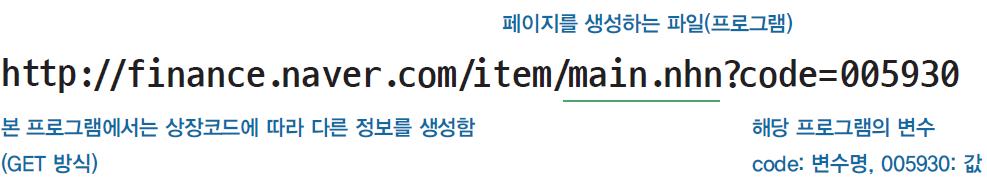 페이지를 생성하는 파일(프로그램)
http://finance.naver.com/item/main.nhn?code=005930
본 프로그램에서는 상장코드에 따라 다른 정보를 생성함
(GET 방식)
해당 프로그램의 변수
code: 변수명, 005930: 값